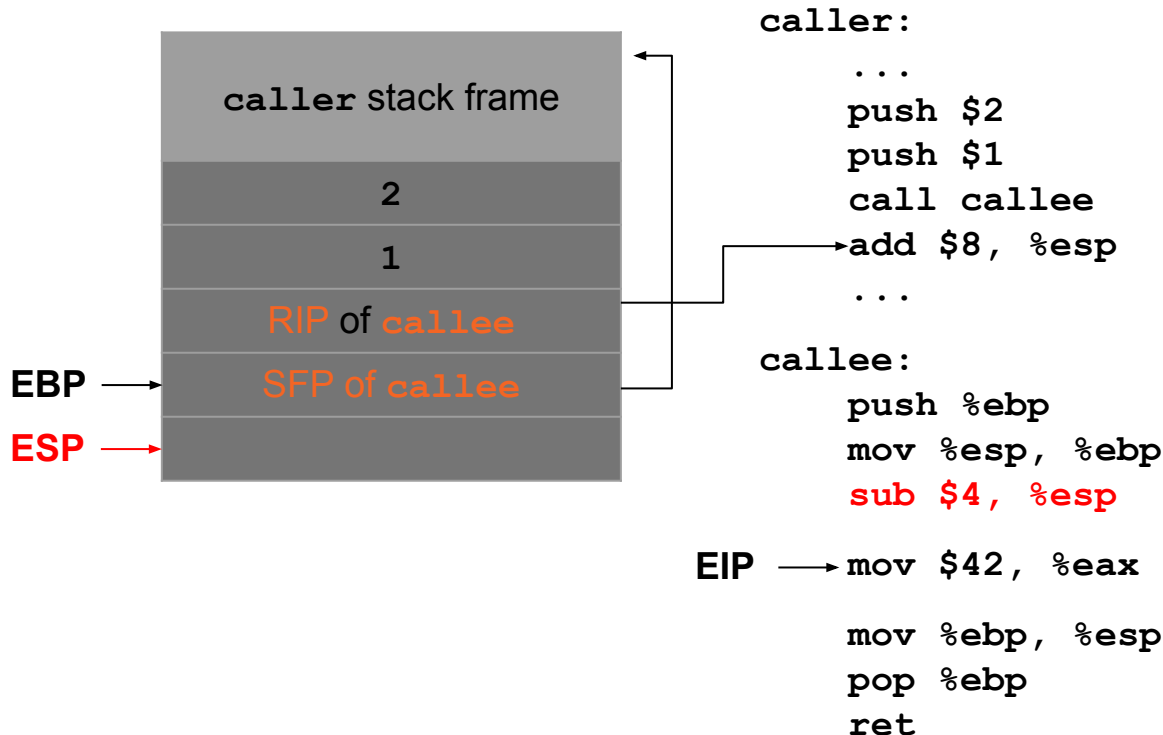 caller stack frame
2
1
RIP of callee
SFP of callee
EBP
ESP
caller:
...
push $2
push $1
call callee
add $8, %esp
...
callee:
push %ebp
mov %esp, %ebp
sub $4, %esp
EIP
mov $42, %eax
mov %ebp, %esp
pop %ebp
ret